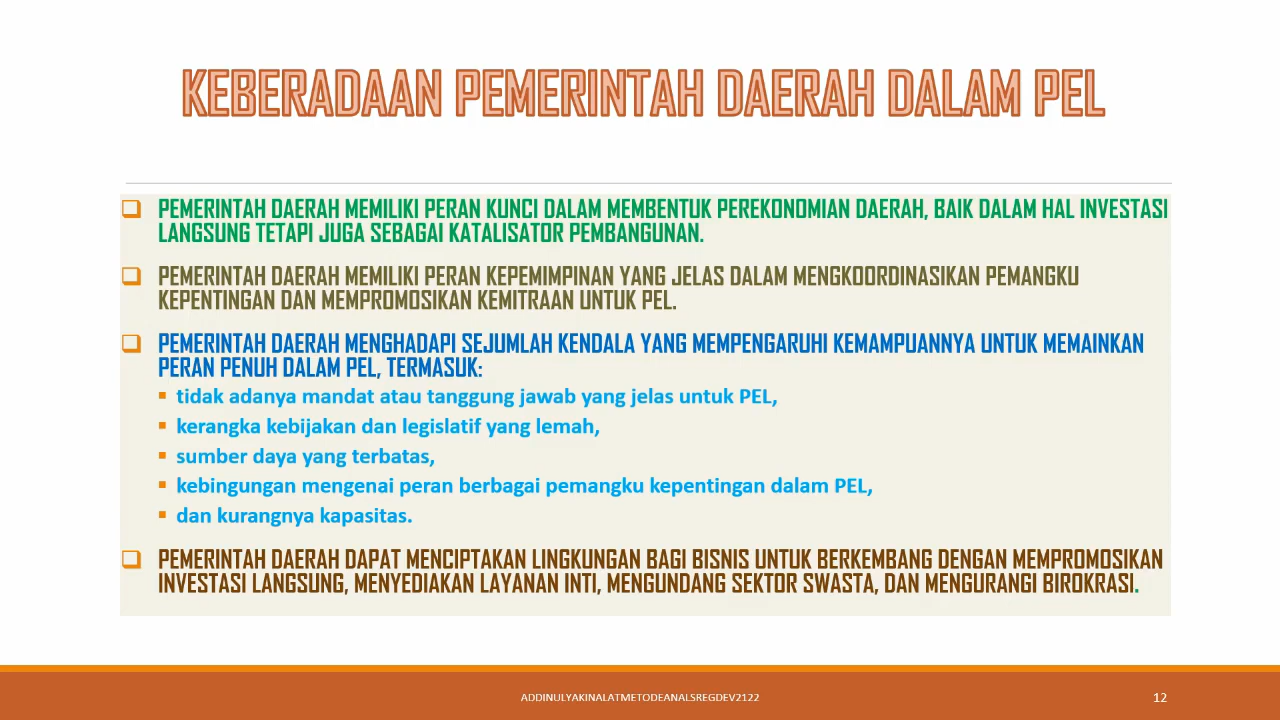 KEBERADAAN PEMERINTAH DAERAH DALAM PEL
PEMERINTAH DAERAH MEMILIKI PERAN KUNCI DALAM MEMBENTUK PEREKONOMIAN DAERAH, BAIK DALAM HAL INVESTASI
LANGSUNG TETAPI JUGA SEBAGAI KATALISATOR PEMBANGUNAN.
PEMERINTAH DAERAH MEMILIKI PERAN KEPEMIMPINAN YANG JELAS DALAM MENGKOORDINASIKAN PEMANGKU
KEPENTINGAN DAN MEMPROMOSIKAN KEMITRAAN UNTUK PEL.
PEMERINTAH DAERAH MENGHADAPI SEJUMLAH KENDALA YANG MEMPENGARUHI KEMAMPUANNYA UNTUK MEMAINKAN
PERAN PENUH DALAM PEL, TERMASUK:
tidak adanya mandat atau tanggung jawab yang jelas untuk PEL,
kerangka kebijakan dan legislatif yang lemah,
sumber daya yang terbatas,
kebingungan mengenai peran berbagai pemangku kepentingan dalam PEL,
dan kurangnya kapasitas.
PEMERINTAH DAERAH DAPAT MENCIPTAKAN LINGKUNGAN BAGI BISNIS UNTUK BERKEMBANG DENGAN MEMPROMOSIKAN
INVESTASI LANGSUNG, MENYEDIAKAN LAYANAN INTI, MENGUNDANG SEKTOR SWASTA, DAN MENGURANGI BIROKRASI.
ADDINULYAKINALATMETODEANALSREGDEV2122
12